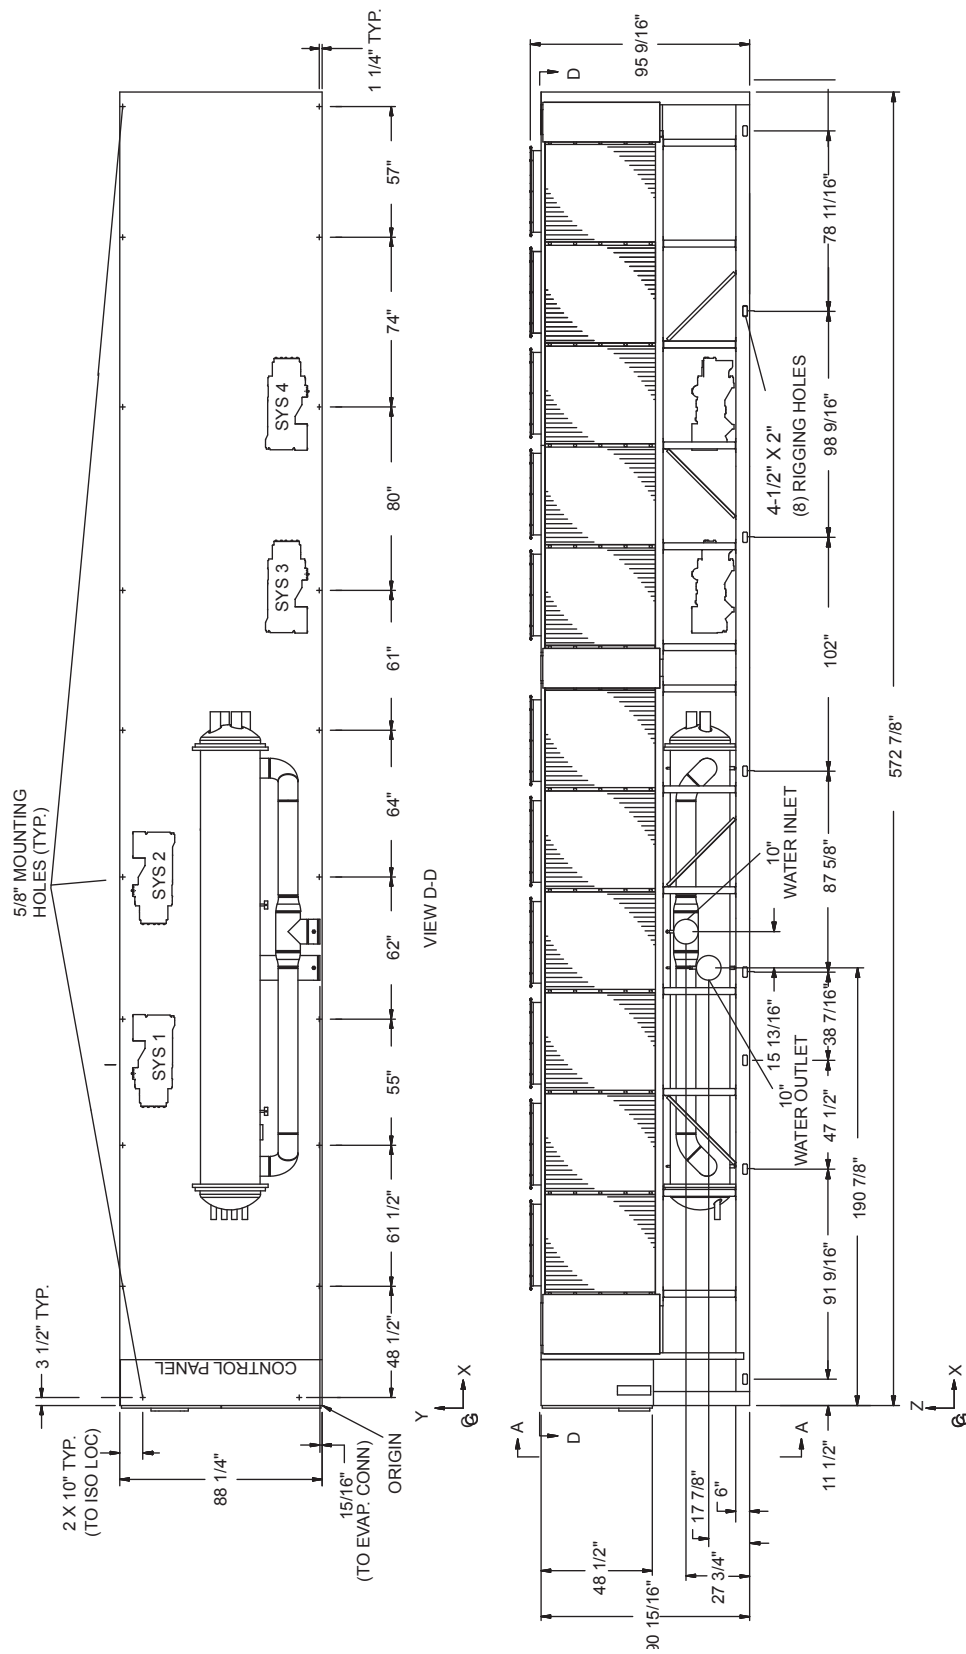 5/8" MOUNTING
HOLES (TYP.)
3 1/2" TYP.
1 1/4" TYP.
2 X 10" TYP.
(TO ISO LOC)
CONTROL PANEL
SYS 1
SYS 2
SYS 3
SYS 4
88 1/4"
48 1/2"
61 1/2"
55"
62"
64"
61"
80"
74"
57"
15/16"
(TO EVAP. CONN)
ORIGIN
Y
X
VIEW D-D
A
A
D
D
95 9/16"
90 15/16"
48 1/2"
27 3/4"
17 7/8"
6"
11 1/2"
91 9/16"
47 1/2"
38 7/16"
87 5/8"
102"
98 9/16"
78 11/16"
10"
WATER OUTLET
15 13/16"
10"
WATER INLET
4-1/2" X 2"
(8) RIGGING HOLES
190 7/8"
572 7/8"
Z
X